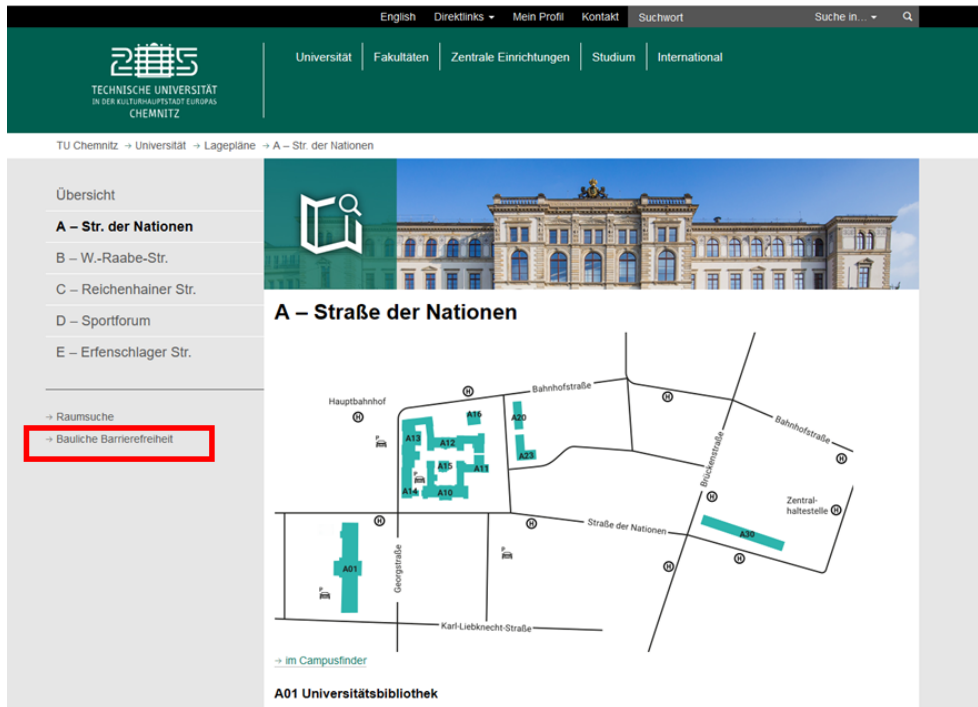 English Direktlinks Mein Profil Kontakt Suchwort Suche in...
TECHNISCHE UNIVERSITÄT
IN DER KULTURHAUPTSTADT EUROPAS
CHEMNITZ
Universität Fakultäten Zentrale Einrichtungen Studium International
TU Chemnitz → Universität → Lagepläne → A – Str. der Nationen
Übersicht
A – Str. der Nationen
B – W.-Raabe-Str.
C – Reichenhainer Str.
D – Sportforum
E – Erfenschlager Str.
→ Raumsuche
→ Bauliche Barrierefreiheit
A – Straße der Nationen
Hauptbahnhof
H
H
Bahnhofstraße
H
Bahnhofstraße
H
P
A13
A12
A16
A20
A23
A15
A11
P
A14
A10
Brückenstraße
H
Zentral-
haltestelle H
H
H
Straße der Nationen
A30
H
H
P
A01
P
Georgstraße
Karl-Liebknecht-Straße
→ im Campusfinder
A01 Universitätsbibliothek